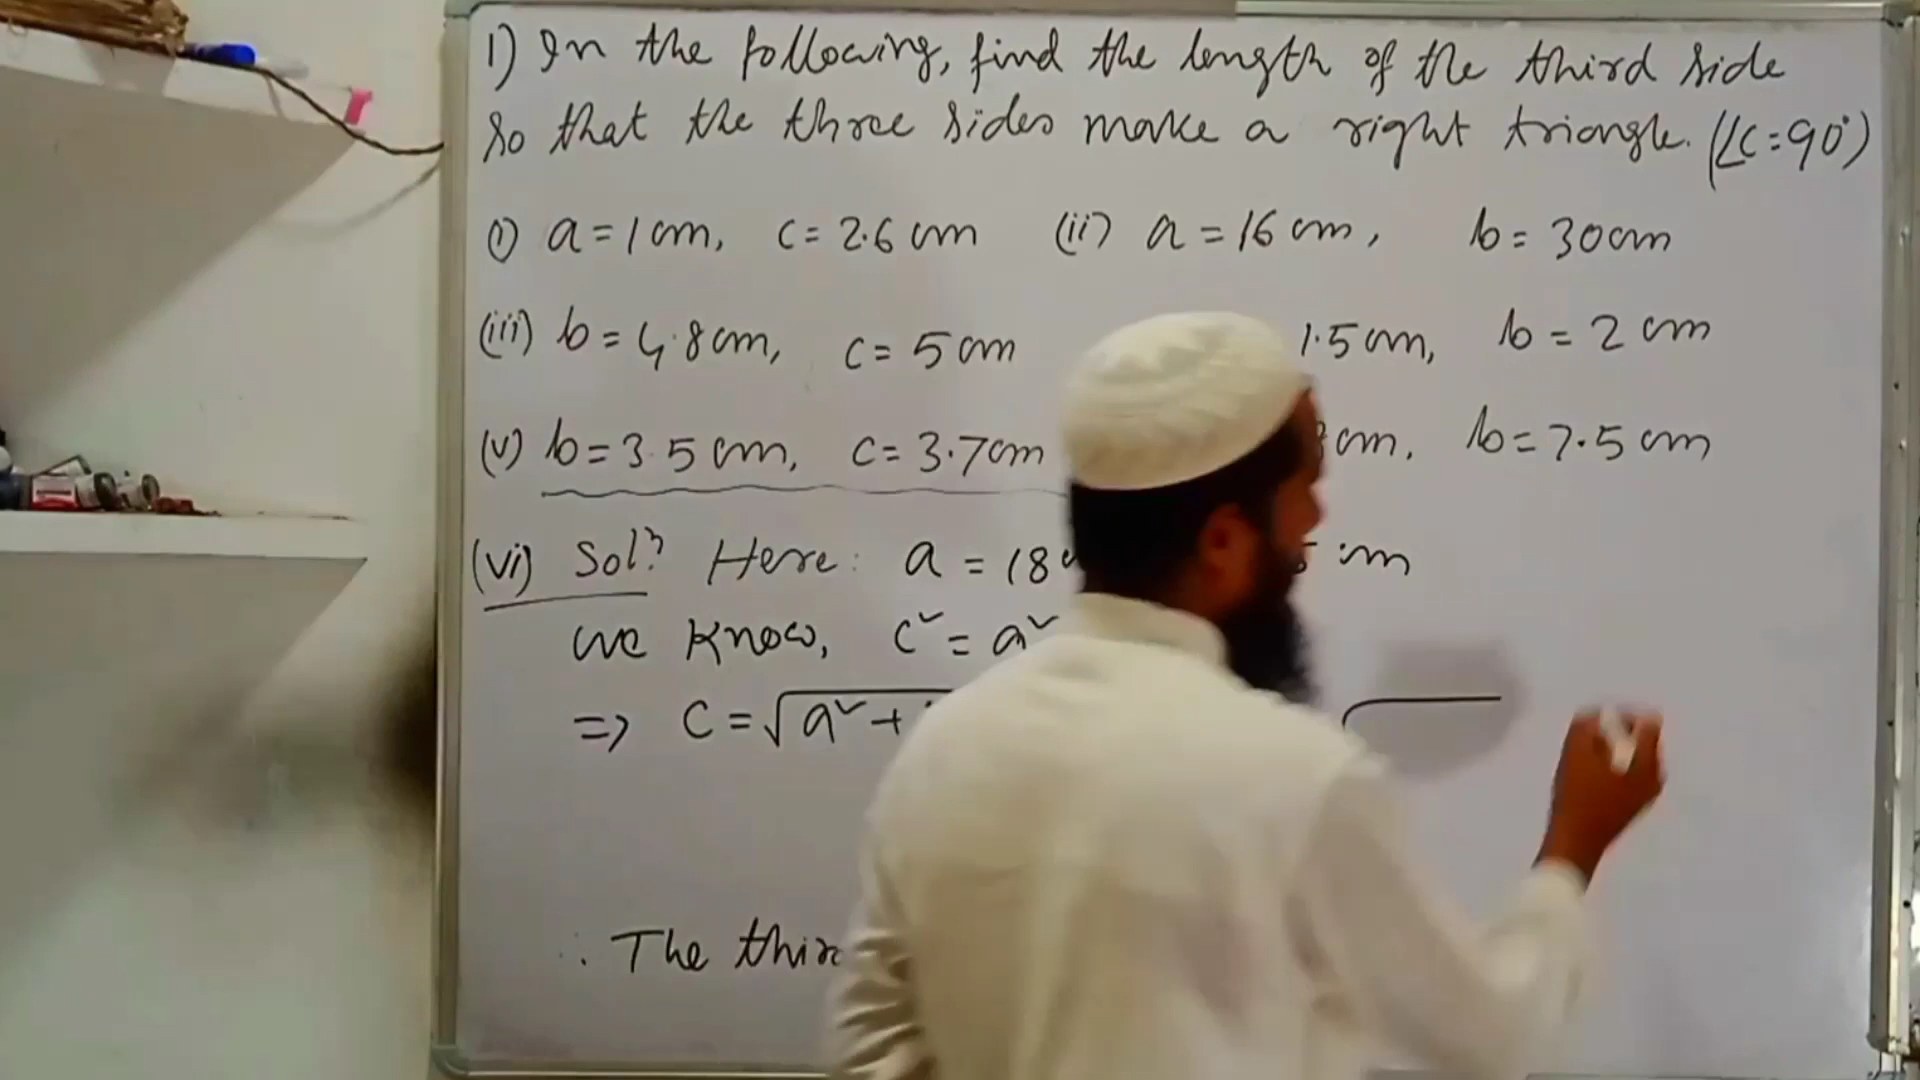 1) In the following, find the length of the third side
so that the three sides make a right triangle. (∠C=90°)
(i) a=1cm, c=2.6cm (ii) a=16cm, b=30cm
(iii) b=4.8cm, c=5cm 1.5cm, b=2cm
(v) b=3.5cm, c=3.7cm cm, b=7.5cm
(vi) Solⁿ. Here: a=18 cm
We Know, c²=a²
=> c=√a²+
∴ The